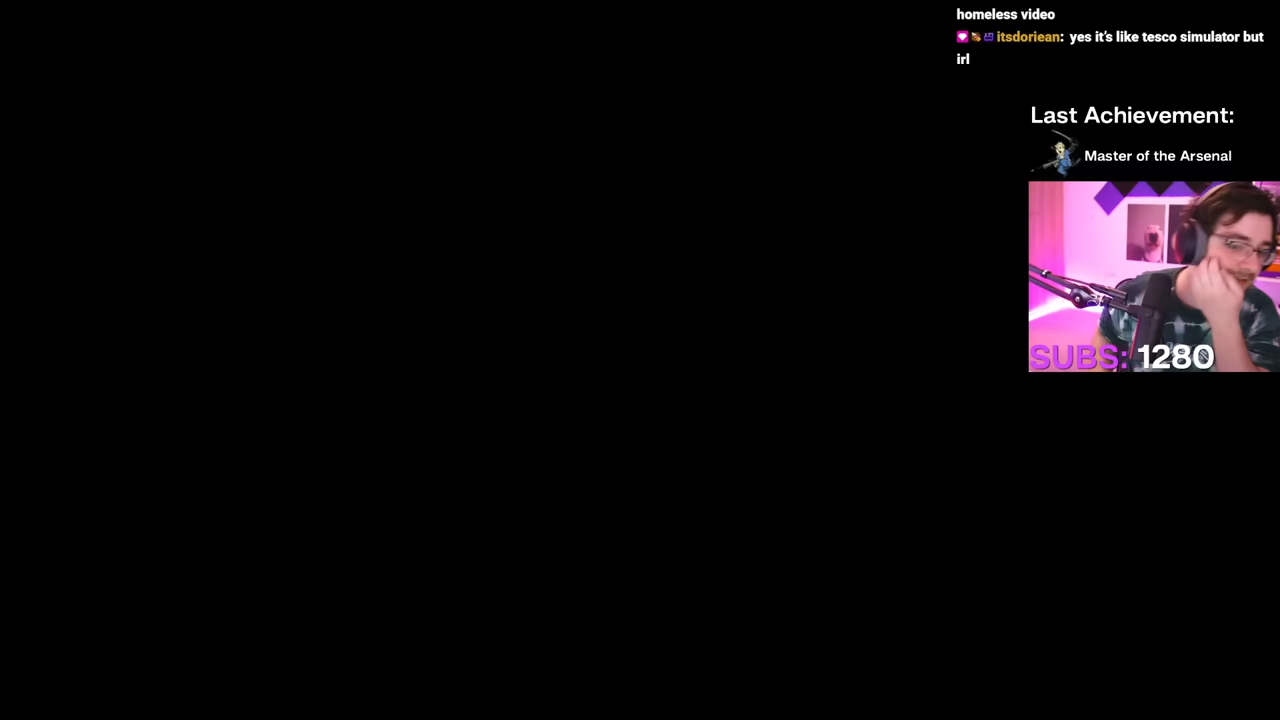 homeless video
itsdoriean: yes it's like tesco simulator but
irl
Last Achievement:
Master of the Arsenal
SUBS: 1280